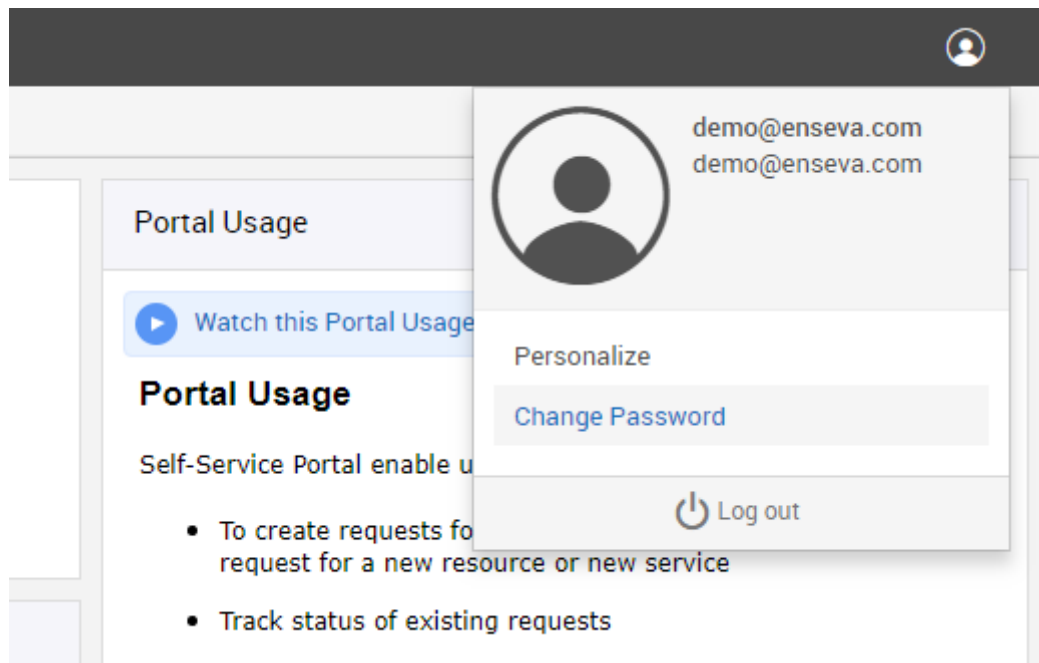 demo@enseva.com
demo@enseva.com
Portal Usage
Watch this Portal Usage
Personalize
Portal Usage
Change Password
Self-Service Portal enable u
Log out
• To create requests fo
request for a new resource or new service
• Track status of existing requests